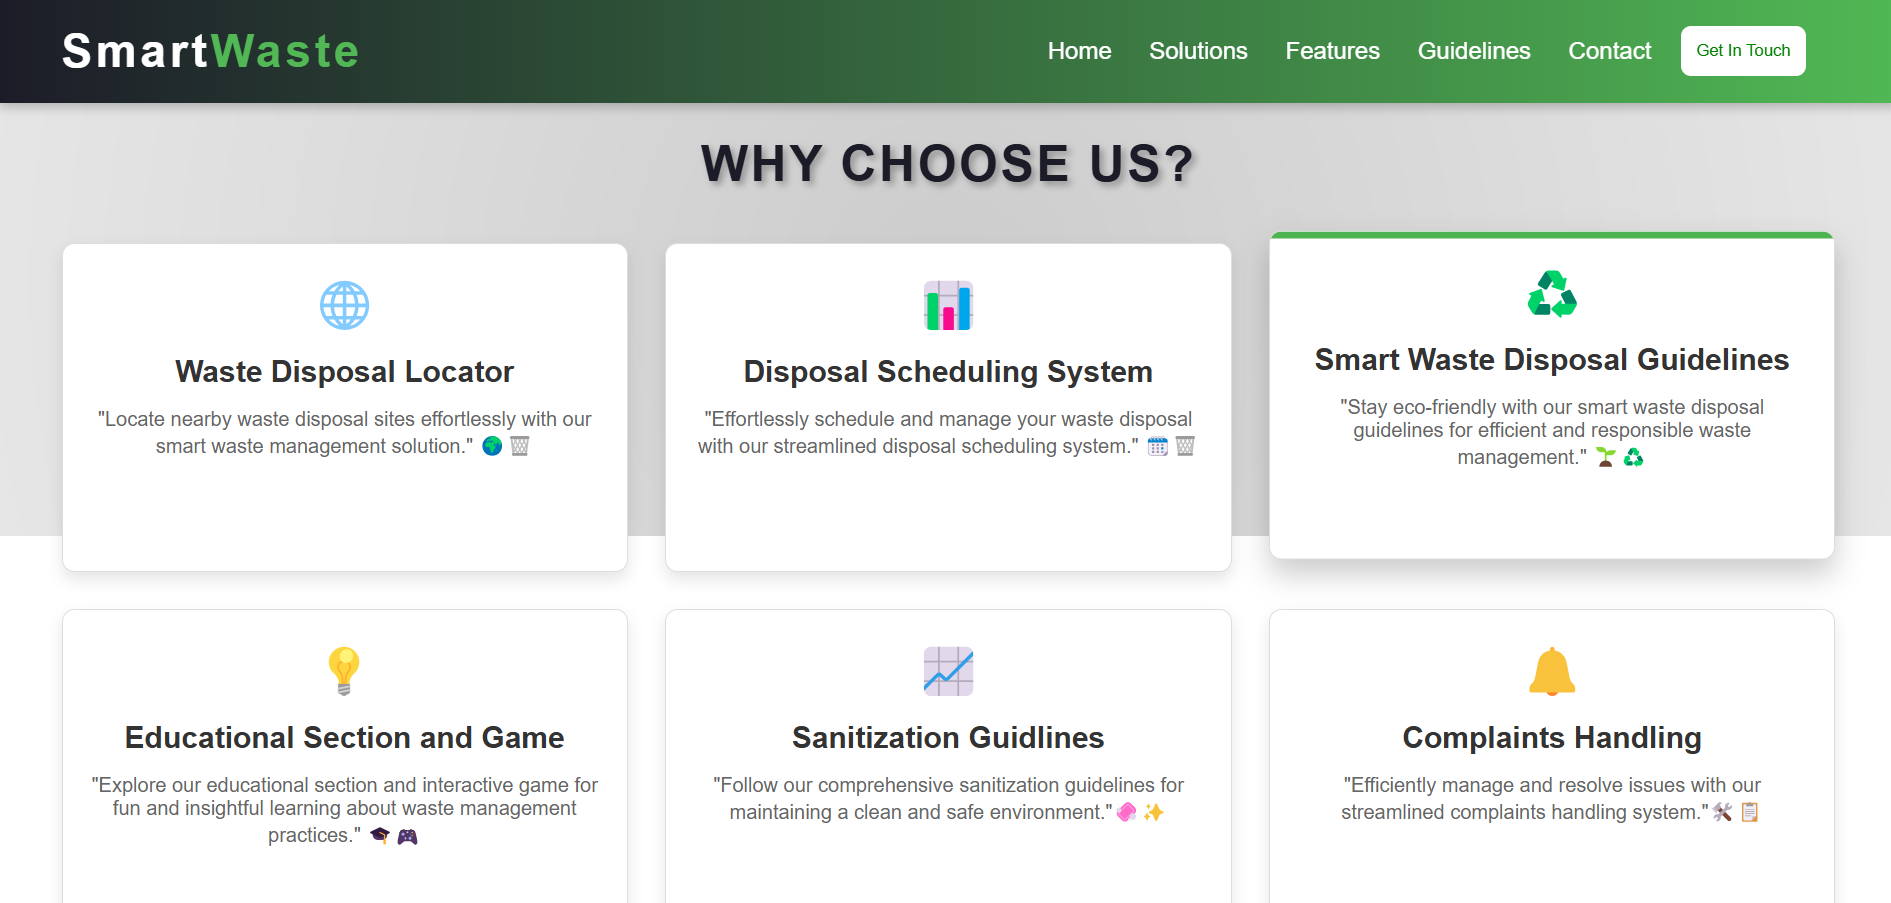 SmartWaste
Home Solutions Features Guidelines Contact Get In Touch
WHY CHOOSE US?
Waste Disposal Locator
"Locate nearby waste disposal sites effortlessly with our
smart waste management solution." 🌍 🗑️
Disposal Scheduling System
"Effortlessly schedule and manage your waste disposal
with our streamlined disposal scheduling system." 🗓️ 🗑️
Smart Waste Disposal Guidelines
"Stay eco-friendly with our smart waste disposal
guidelines for efficient and responsible waste
management." 🌱 ♻️
Educational Section and Game
"Explore our educational section and interactive game for
fun and insightful learning about waste management
practices." 🎓 🎮
Sanitization Guidlines
"Follow our comprehensive sanitization guidelines for
maintaining a clean and safe environment."🧼 ✨
Complaints Handling
"Efficiently manage and resolve issues with our
streamlined complaints handling system."🛠️ 📋